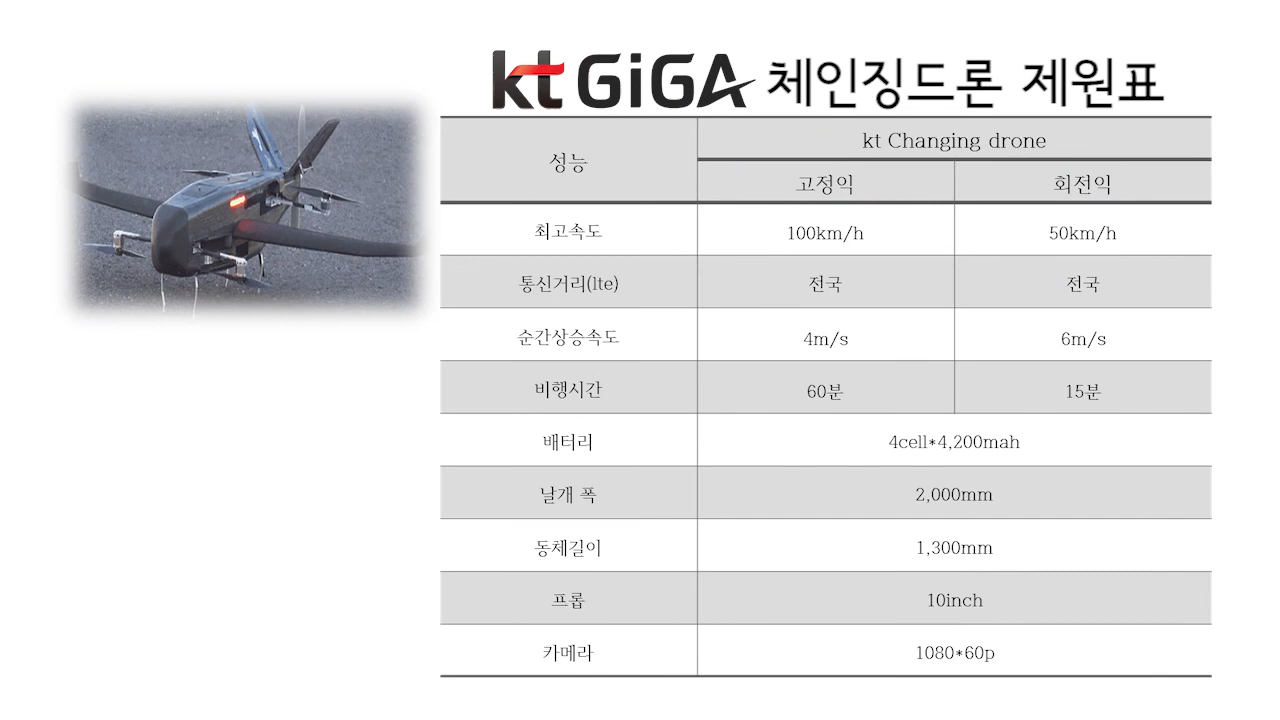 kt GiGA 체인징드론 제원표
성능 kt Changing drone
고정익 회전익
최고속도 100km/h 50km/h
통신거리(lte) 전국 전국
순간상승속도 4m/s 6m/s
비행시간 60분 15분
배터리 4cell*4,200mah
날개 폭 2,000mm
동체길이 1,300mm
프롭 10inch
카메라 1080*60p